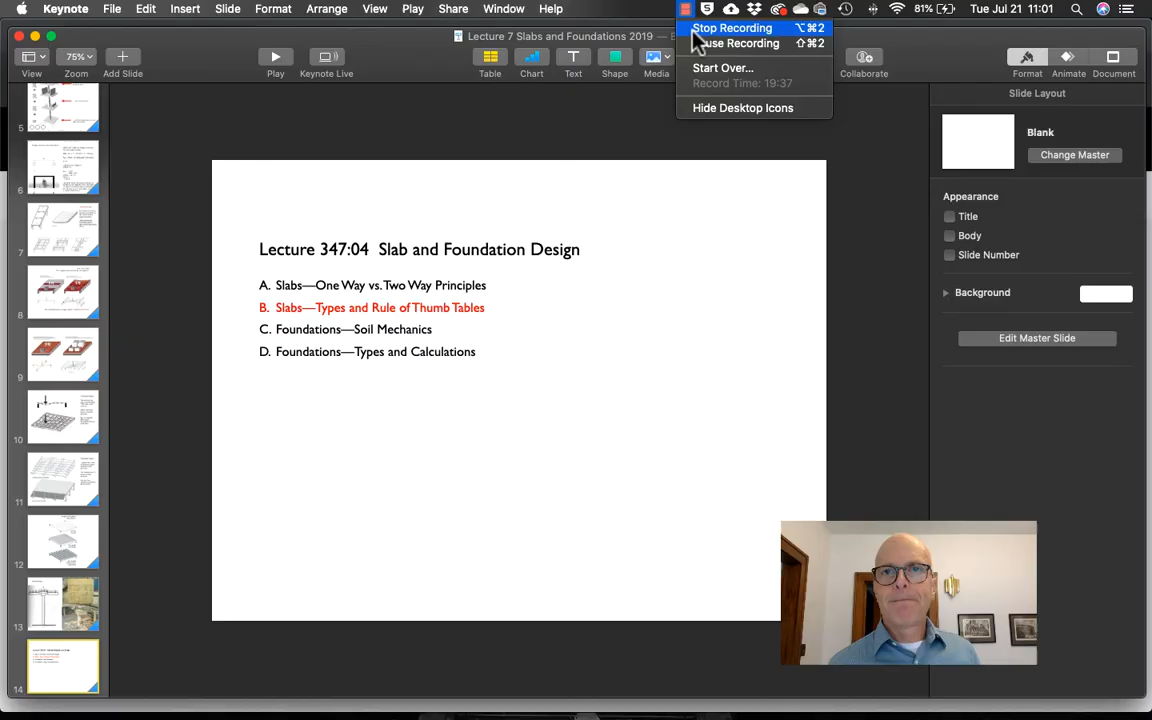 Keynote File Edit Insert Slide Format Arrange View Play Share Window Help 81% Tue Jul 21 11:01
Stop Recording ⌥⌘2
Pause Recording ⇧⌘2
Start Over...
Record Time: 19:37
Hide Desktop Icons
Lecture 7 Slabs and Foundations 2019 —
75%
View Zoom Add Slide Play Keynote Live Table Chart Text Shape Media Collaborate Format Animate Document
Slide Layout
Blank
Change Master
Appearance
Title
Body
Slide Number
Background
Edit Master Slide
5
6
7
8
9
10
11
12
13
14
Lecture 347:04 Slab and Foundation Design
A. Slabs—One Way vs. Two Way Principles
B. Slabs—Types and Rule of Thumb Tables
C. Foundations—Soil Mechanics
D. Foundations—Types and Calculations